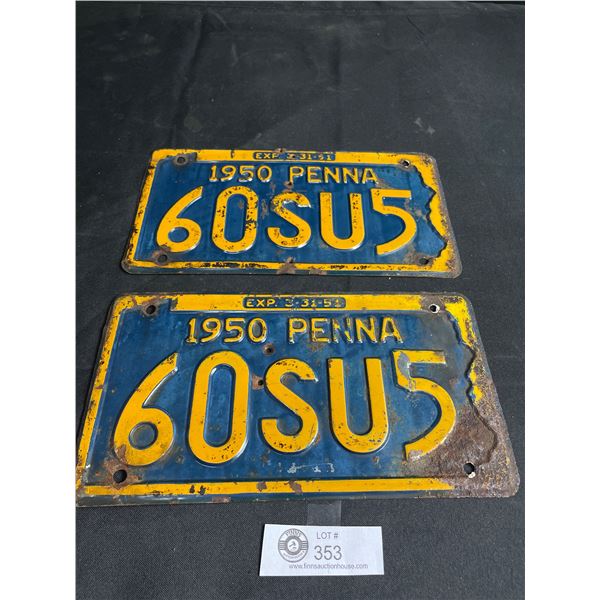 EXP. 3-31-51
1950 PENNA
60SU5
EXP. 3-31-51
1950 PENNA
60SU5
LOT #
353
www.finnsauctionhouse.com